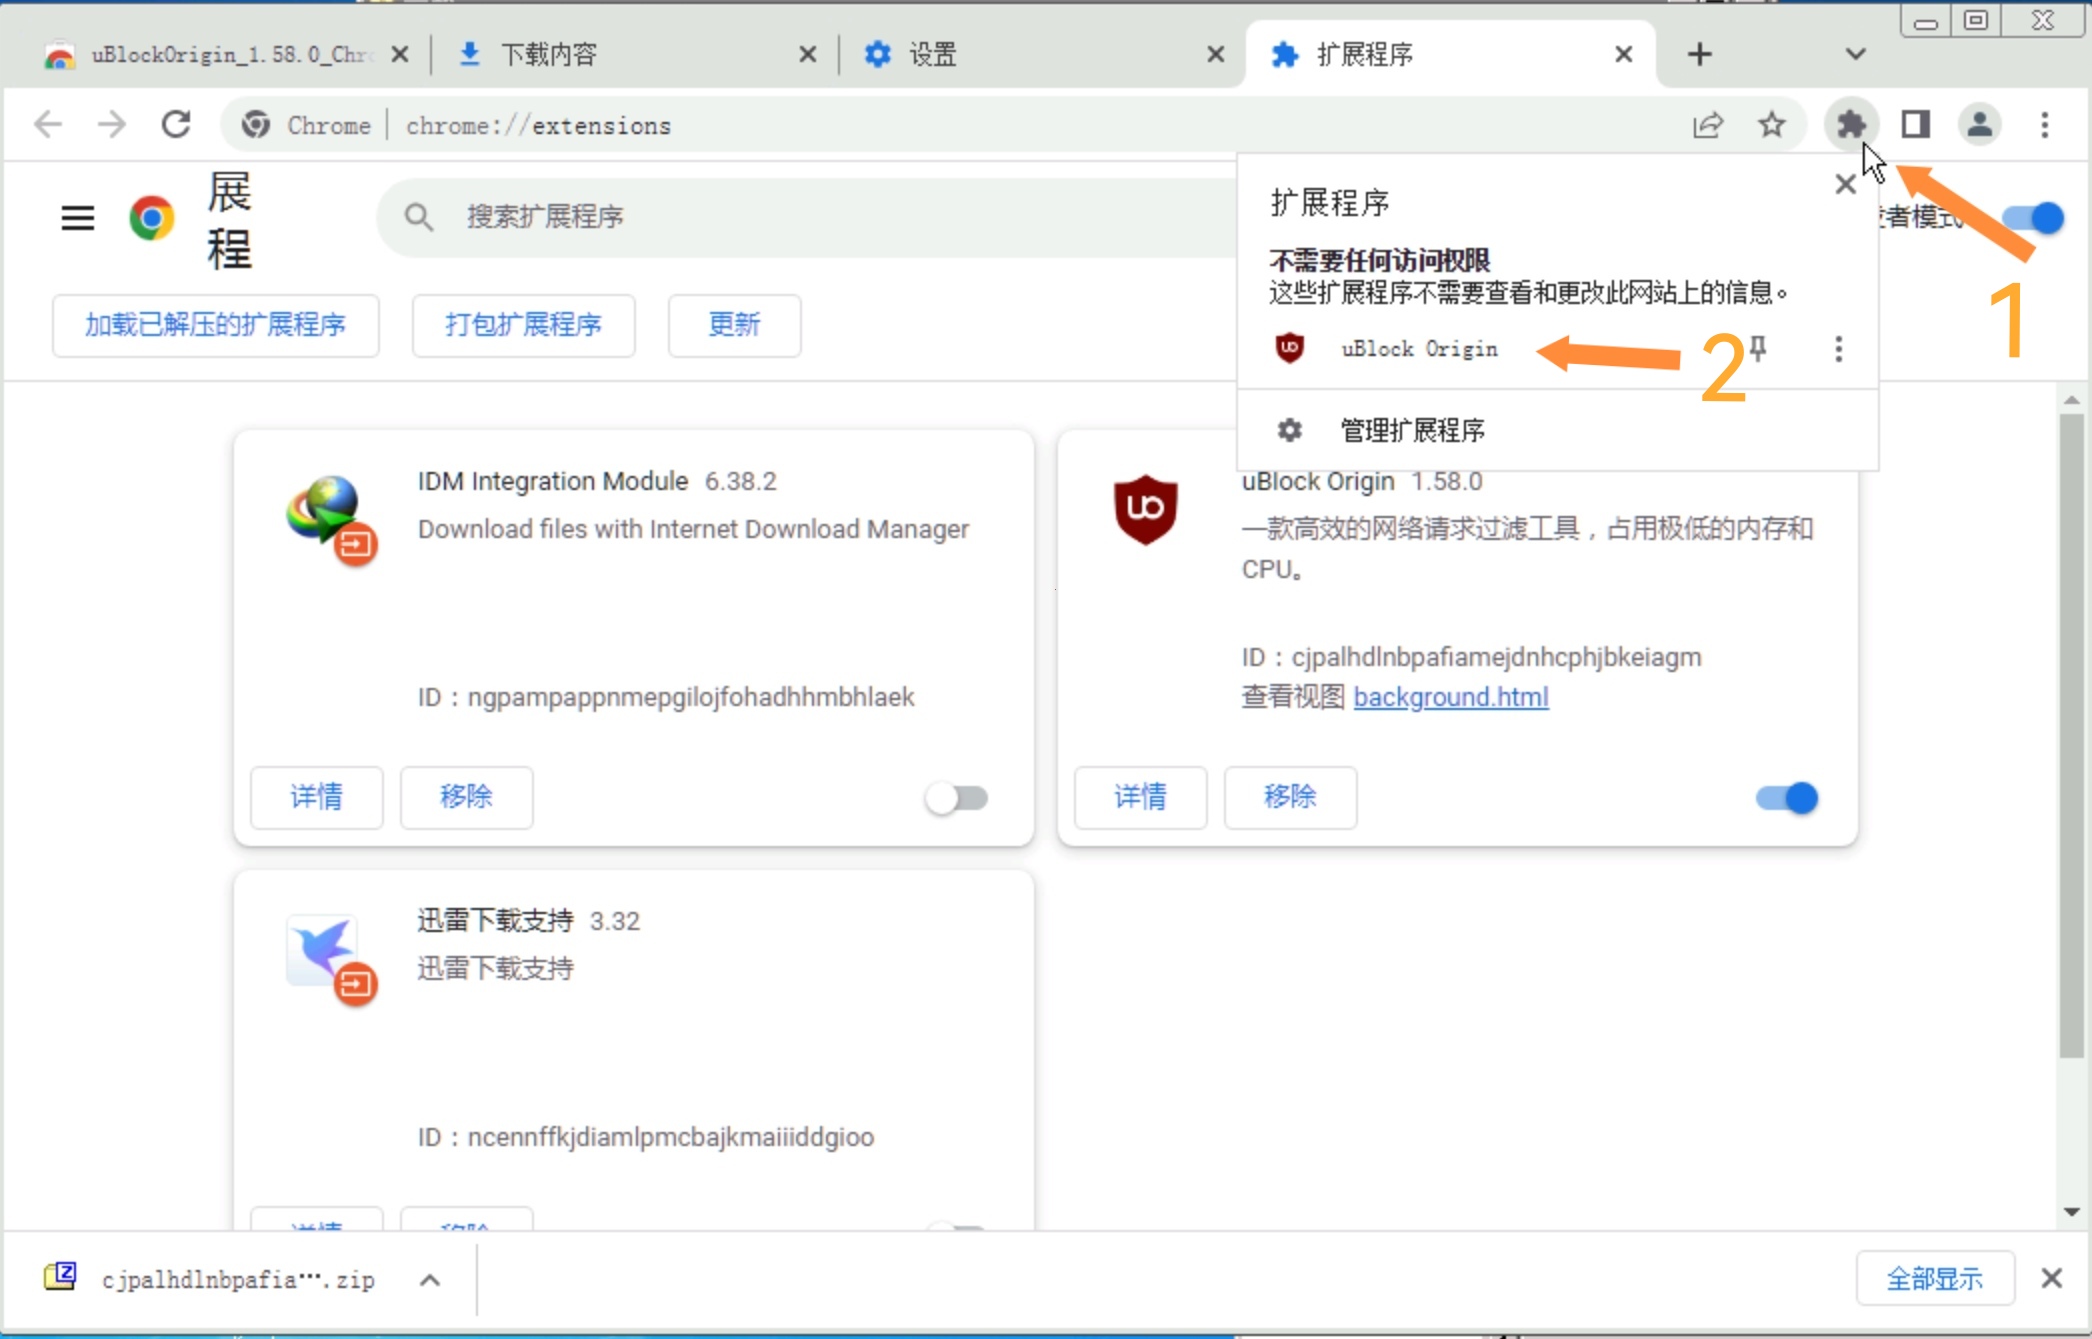 uBlockOrigin_1.58.0_Chr
下载内容
设置
扩展程序
Chrome | chrome://extensions
展
程
搜索扩展程序
者模式
扩展程序
不需要任何访问权限
这些扩展程序不需要查看和更改此网站上的信息。
uBlock Origin
管理扩展程序
1
2
加载已解压的扩展程序
打包扩展程序
更新
IDM Integration Module 6.38.2
Download files with Internet Download Manager
ID：ngpampappnmepgilojfohadhhmbhlaek
详情
移除
uBlock Origin 1.58.0
一款高效的网络请求过滤工具，占用极低的内存和
CPU。
ID：cjpalhdlnbpafiamejdnhcphjbkeiagm
查看视图 background.html
详情
移除
迅雷下载支持 3.32
迅雷下载支持
ID：ncennffkjdiamlpmcbajkmaiiiddgioo
详情
移除
cjpalhdlnbpafia….zip
全部显示